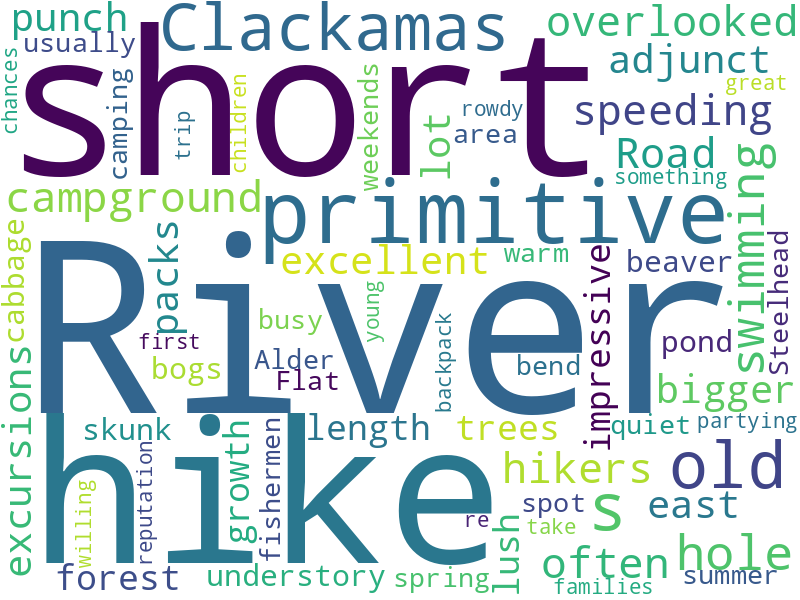 punch
Clackamas
overlooked
usually
short
adjunct
chances
camping
trip
children
weekends
rowdy
area
lot
speeding
great
Road
something
campground
primitive
swimming
cabbage
packs
River
excellent
warm
impressive
beaver
Steelhead
first
busy
young
backpack
pond
bogs
Alder
Flat
bend
bigger
excursions
skunk
growth
fishermen
length
trees
quiet
partying
hike
hikers
old
willing
reputation
re
spot
take
s
east
lush
often
hole
forest
understory
spring
families
summer